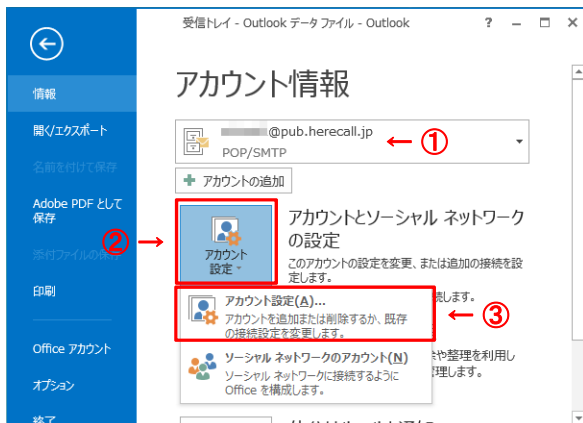 受信トレイ - Outlook データ ファイル - Outlook
?
アカウント情報
情報
開く/エクスポート
名前を付けて保存
Adobe PDF として
保存
添付ファイルの保存
印刷
Office アカウント
オプション
終了
@pub.herecall.jp
POP/SMTP
①
アカウントの追加
②
アカウント
設定
アカウントとソーシャル ネットワーク
の設定
このアカウントの設定を変更、または追加の接続を設
定します。
続します。
アカウント設定(A)...
アカウントを追加または削除するか、既存
の接続設定を変更します。
③
ソーシャル ネットワークのアカウント(N)
ソーシャル ネットワークに接続するように
Office を構成します。
や整理を利用し
理します。